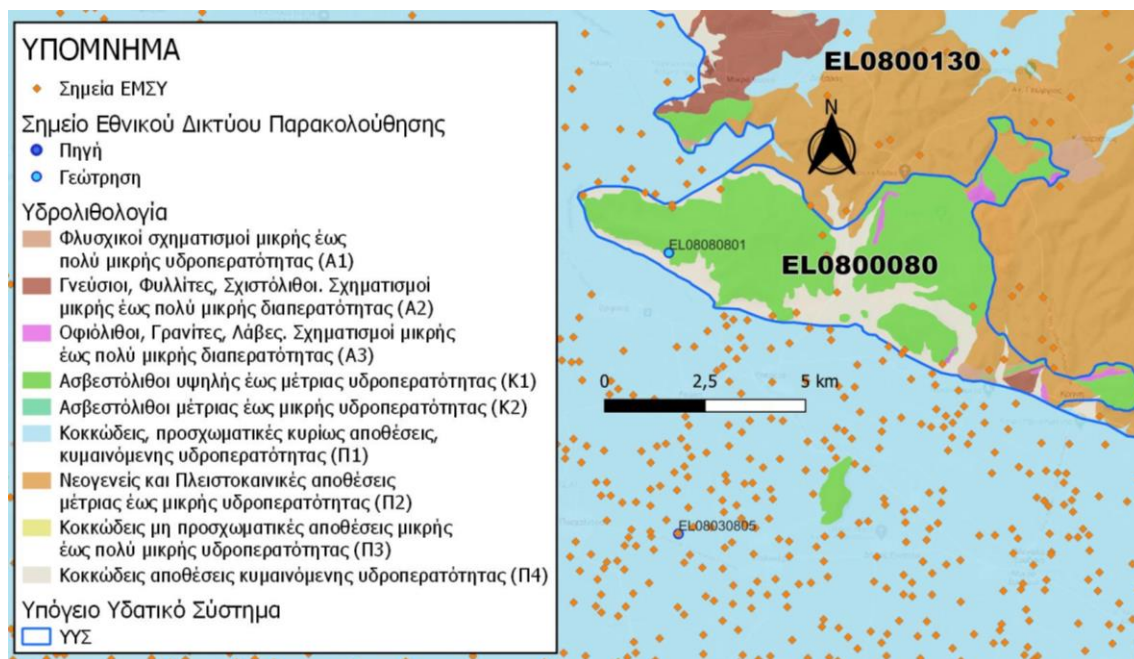 ΥΠΟΜΝΗΜΑ
Σημεία ΕΜΣΥ
Σημείο Εθνικού Δικτύου Παρακολούθησης
Πηγή
Γεώτρηση
Υδρολιθολογία
Φλυσχικοί σχηματισμοί μικρής έως
πολύ μικρής υδροπερατότητας (Α1)
Γνεύσιοι, Φυλλίτες, Σχιστόλιθοι. Σχηματισμοί
μικρής έως πολύ μικρής διαπερατότητας (Α2)
Οφιόλιθοι, Γρανίτες, Λάβες. Σχηματισμοί μικρής
έως πολύ μικρής διαπερατότητας (Α3)
Ασβεστόλιθοι υψηλής έως μέτριας υδροπερατότητας (Κ1)
Ασβεστόλιθοι μέτριας έως μικρής υδροπερατότητας (Κ2)
Κοκκώδεις, προσχωματικές κυρίως αποθέσεις,
κυμαινόμενης υδροπερατότητας (Π1)
Νεογενείς και Πλειστοκαινικές αποθέσεις
μέτριας έως μικρής υδροπερατότητας (Π2)
Κοκκώδεις μη προσχωματικές αποθέσεις μικρής
έως πολύ μικρής υδροπερατότητας (Π3)
Κοκκώδεις αποθέσεις κυμαινόμενης υδροπερατότητας (Π4)
Υπόγειο Υδατικό Σύστημα
ΥΥΣ
EL0800130
N
EL08080801
EL0800080
0 2,5 5 km
EL08030805